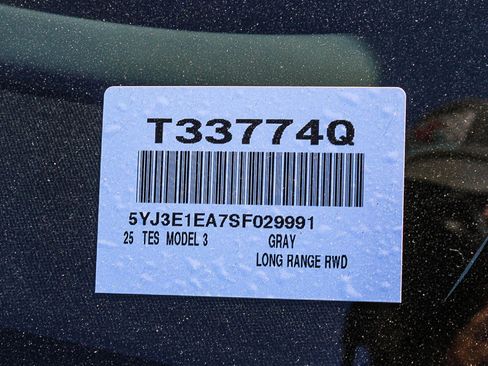 T33774Q
5YJ3E1EA7SF029991
25 TES MODEL 3 GRAY
LONG RANGE RWD